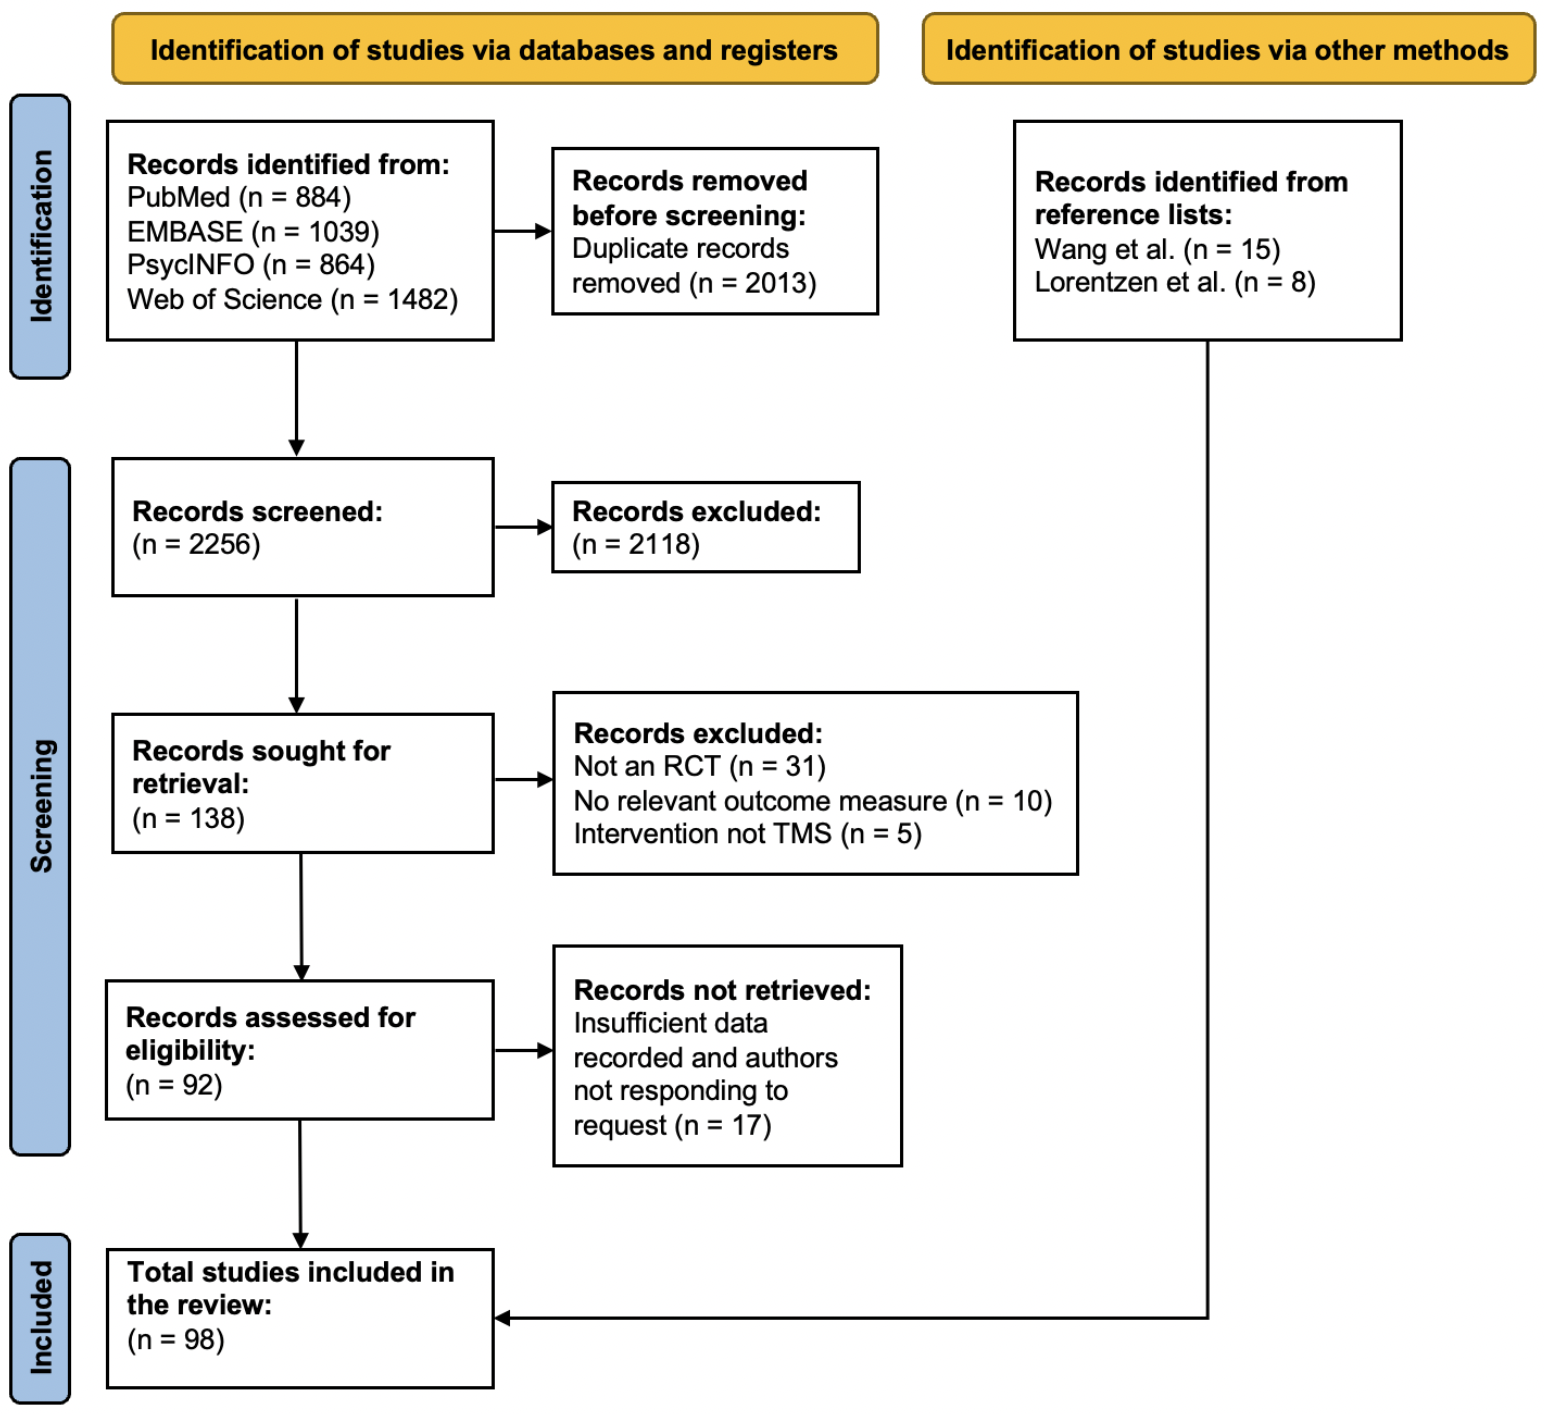 Identification of studies via databases and registers
Identification of studies via other methods
Identification
Records identified from:
PubMed (n = 884)
EMBASE (n = 1039)
PsycINFO (n = 864)
Web of Science (n = 1482)
Records removed
before screening:
Duplicate records
removed (n = 2013)
Records identified from
reference lists:
Wang et al. (n = 15)
Lorentzen et al. (n = 8)
Screening
Records screened:
(n = 2256)
Records excluded:
(n = 2118)
Records sought for
retrieval:
(n = 138)
Records excluded:
Not an RCT (n = 31)
No relevant outcome measure (n = 10)
Intervention not TMS (n = 5)
Records assessed for
eligibility:
(n = 92)
Records not retrieved:
Insufficient data
recorded and authors
not responding to
request (n = 17)
Included
Total studies included in
the review:
(n = 98)